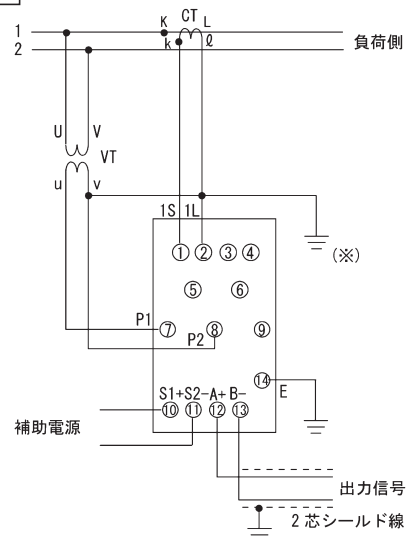 CT
K L
1
k ℓ
2
負荷側
U V
VT
u v
1S 1L
(※)
① ② ③ ④
⑤ ⑥
P1
⑦ ⑧ ⑨
P2
⑭ E
S1+S2-A+B-
⑩ ⑪ ⑫ ⑬
補助電源
出力信号
2芯シールド線